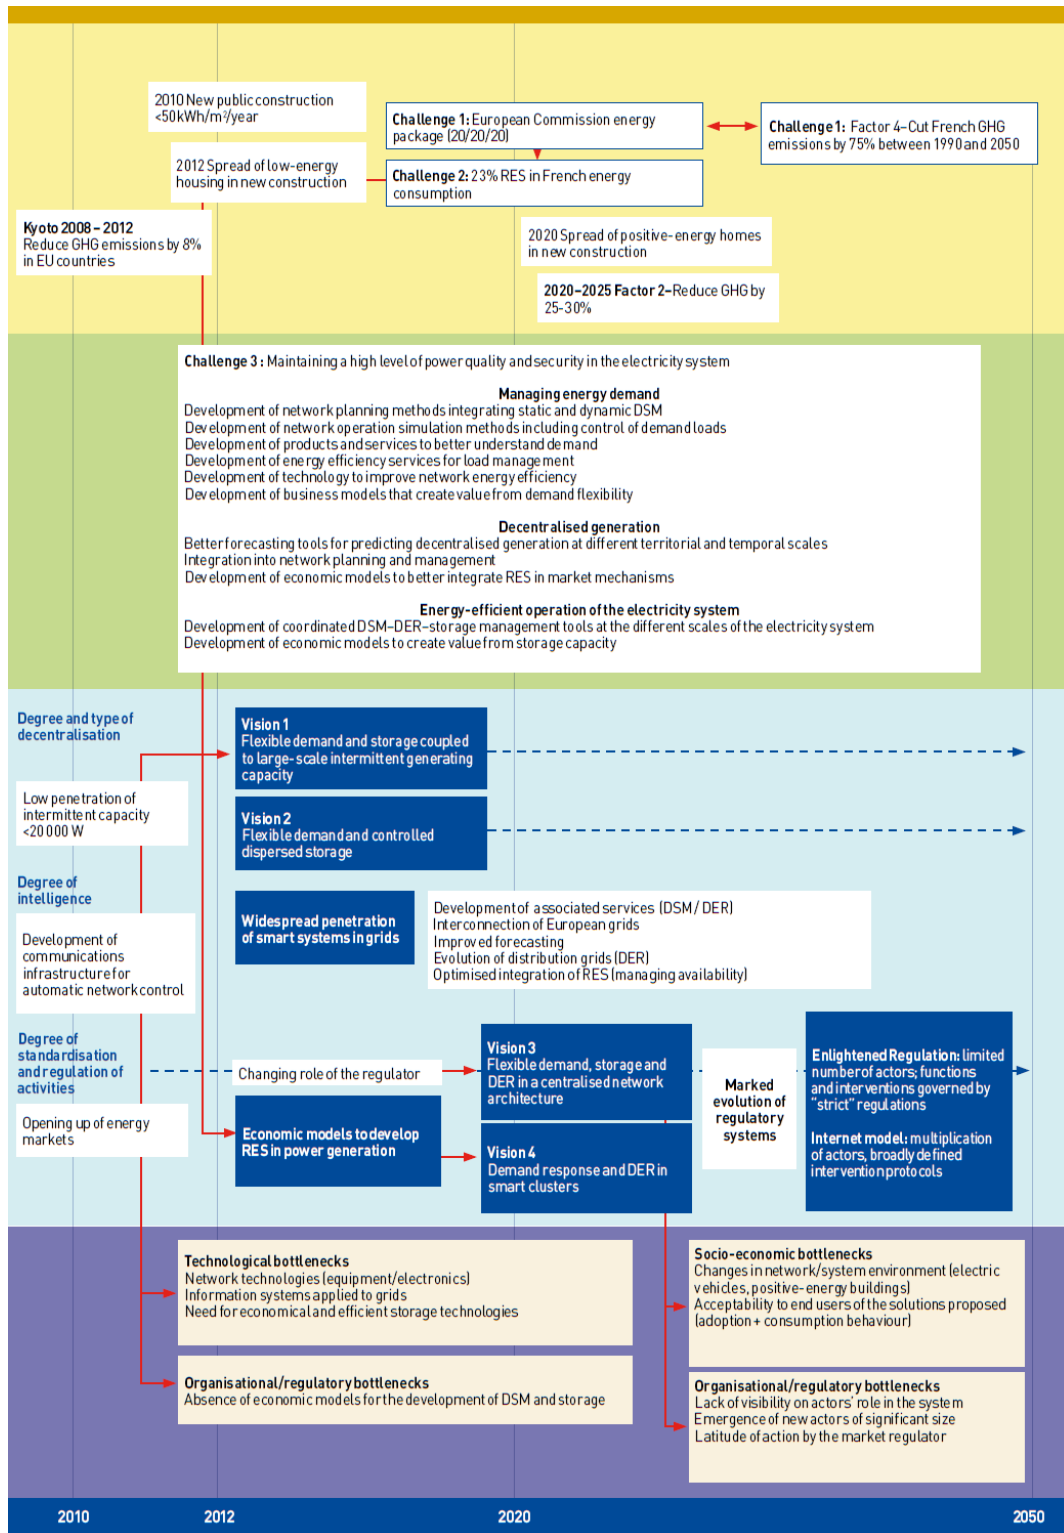 2010 New public construction
<50kWh/m²/year
Challenge 1: European Commission energy
package (20/20/20)
Challenge 1: Factor 4–Cut French GHG
emissions by 75% between 1990 and 2050
2012 Spread of low-energy
housing in new construction
Challenge 2: 23% RES in French energy
consumption
Kyoto 2008 – 2012
Reduce GHG emissions by 8%
in EU countries
2020 Spread of positive-energy homes
in new construction
2020–2025 Factor 2–Reduce GHG by
25-30%
Challenge 3 : Maintaining a high level of power quality and security in the electricity system
Managing energy demand
Development of network planning methods integrating static and dynamic DSM
Development of network operation simulation methods including control of demand loads
Development of products and services to better understand demand
Development of energy efficiency services for load management
Development of technology to improve network energy efficiency
Development of business models that create value from demand flexibility
Decentralised generation
Better forecasting tools for predicting decentralised generation at different territorial and temporal scales
Integration into network planning and management
Development of economic models to better integrate RES in market mechanisms
Energy-efficient operation of the electricity system
Development of coordinated DSM–DER–storage management tools at the different scales of the electricity system
Development of economic models to create value from storage capacity
Degree and type of
decentralisation
Vision 1
Flexible demand and storage coupled
to large-scale intermittent generating
capacity
Low penetration of
intermittent capacity
<20 000 W
Vision 2
Flexible demand and controlled
dispersed storage
Degree of
intelligence
Widespread penetration
of smart systems in grids
Development of associated services (DSM / DER)
Interconnection of European grids
Improved forecasting
Evolution of distribution grids (DER)
Optimised integration of RES (managing availability)
Development of
communications
infrastructure for
automatic network control
Degree of
standardisation
and regulation of
activities
Changing role of the regulator
Vision 3
Flexible demand, storage and
DER in a centralised network
architecture
Marked
evolution of
regulatory
systems
Enlightened Regulation: limited
number of actors; functions
and interventions governed by
"strict" regulations
Internet model: multiplication
of actors, broadly defined
intervention protocols
Opening up of energy
markets
Economic models to develop
RES in power generation
Vision 4
Demand response and DER in
smart clusters
Technological bottlenecks
Network technologies (equipment/electronics)
Information systems applied to grids
Need for economical and efficient storage technologies
Socio-economic bottlenecks
Changes in network/system environment (electric
vehicles, positive-energy buildings)
Acceptability to end users of the solutions proposed
(adoption + consumption behaviour)
Organisational/regulatory bottlenecks
Absence of economic models for the development of DSM and storage
Organisational/regulatory bottlenecks
Lack of visibility on actors' role in the system
Emergence of new actors of significant size
Latitude of action by the market regulator
2010
2012
2020
2050